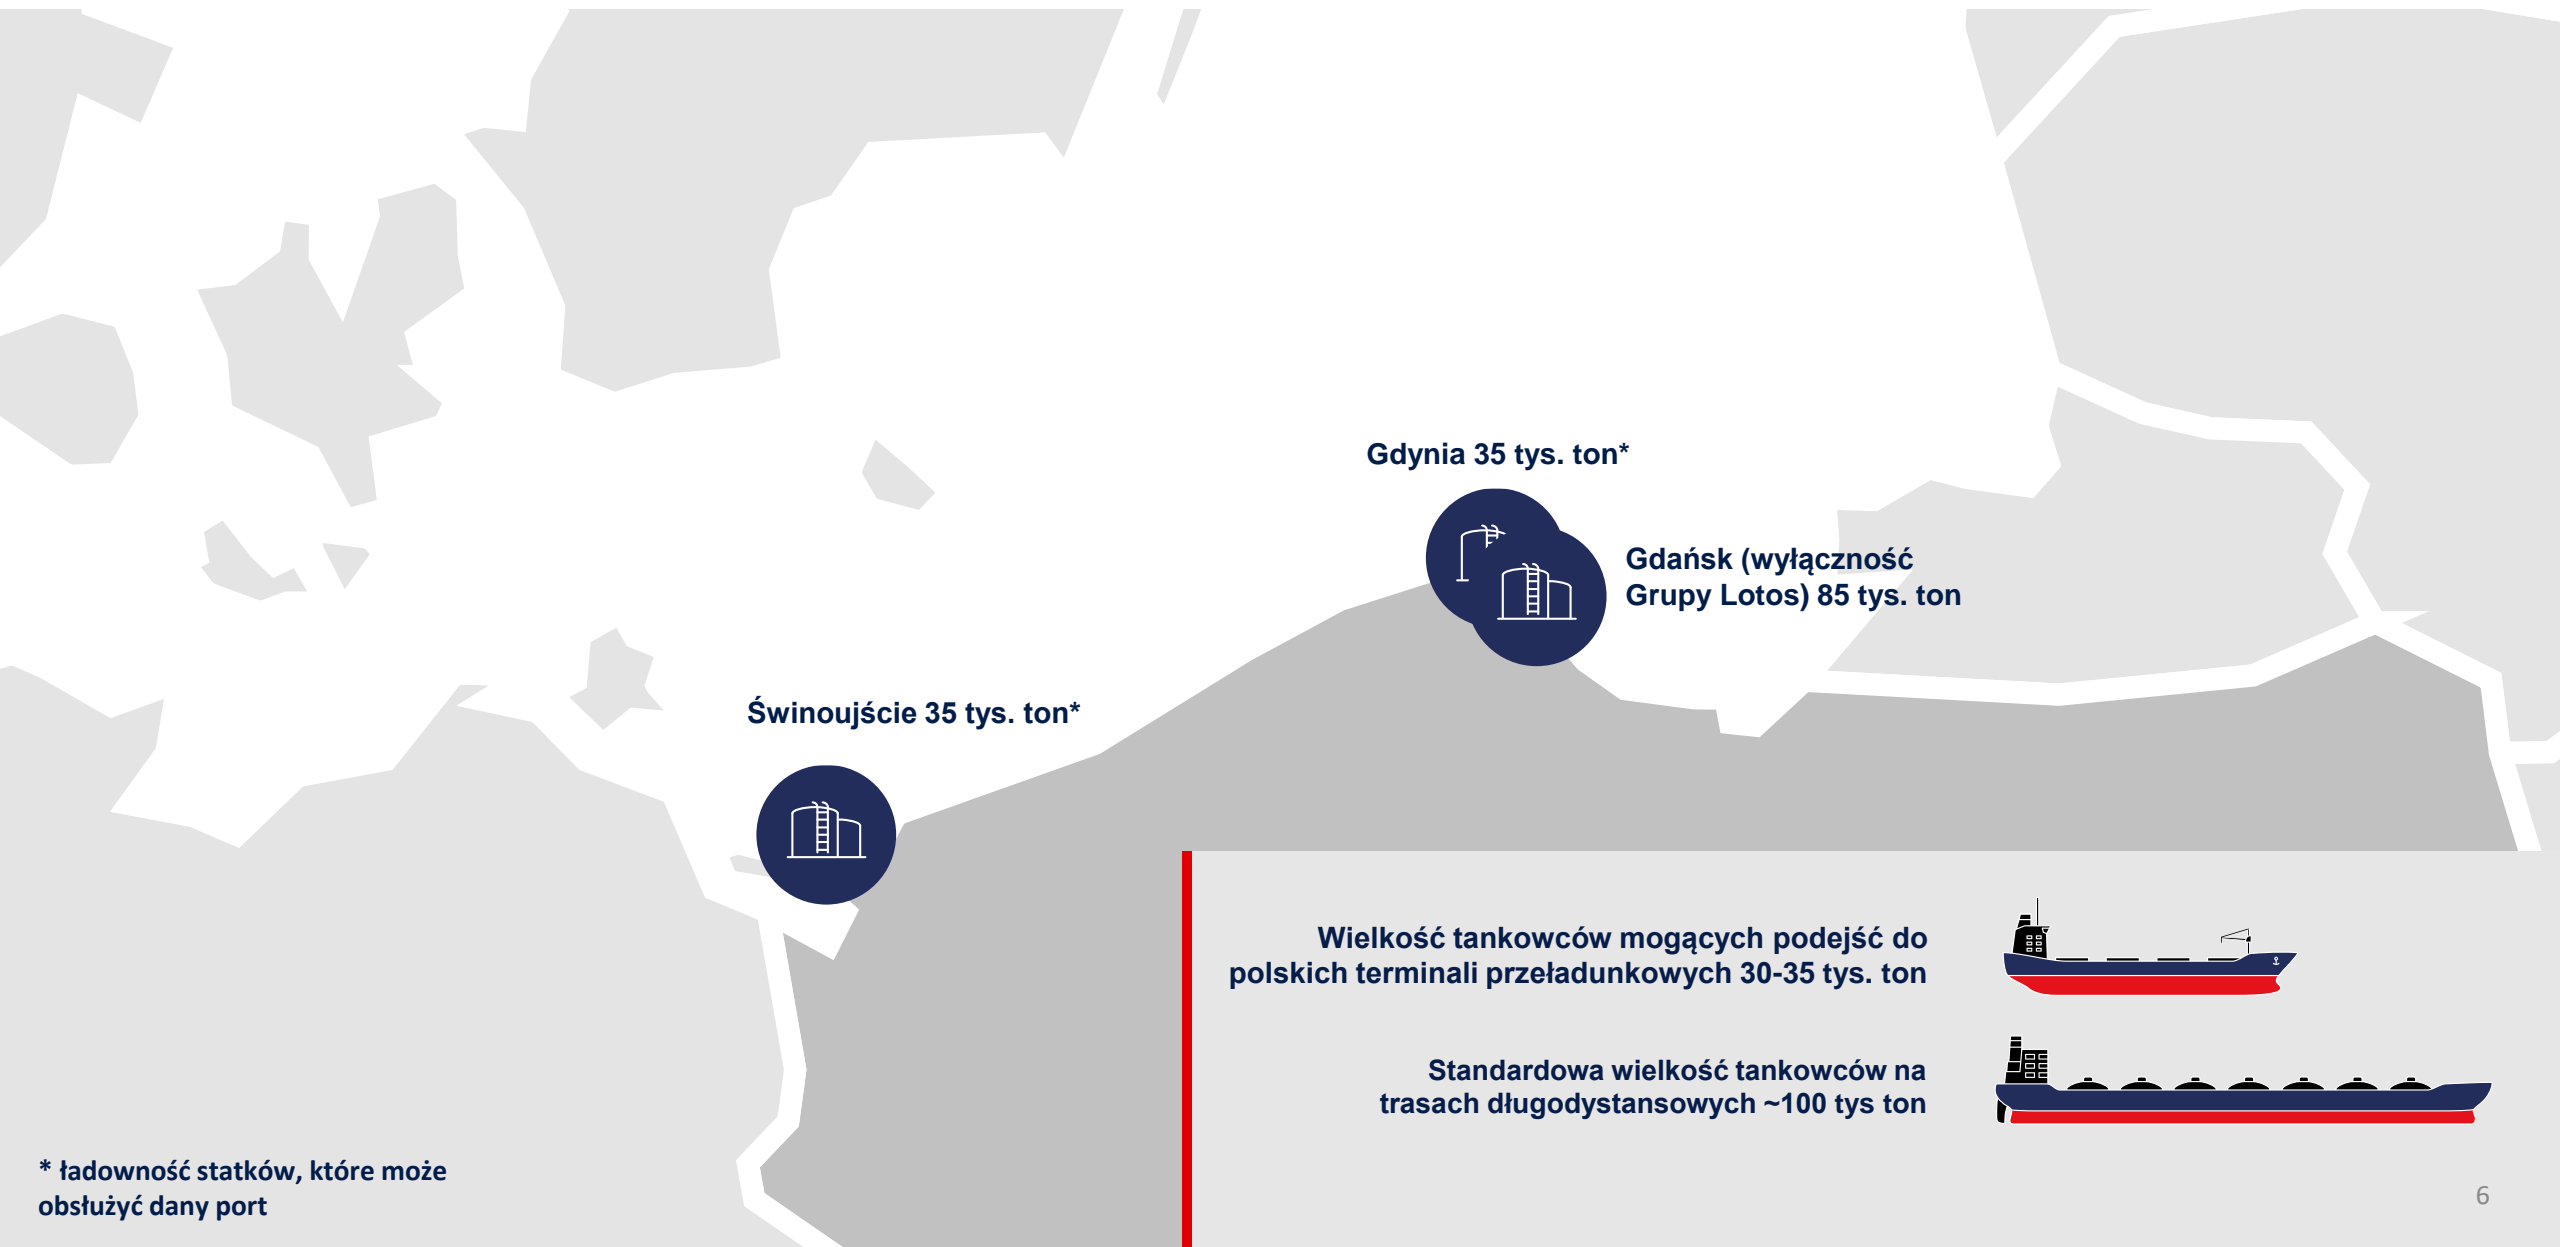 Gdynia 35 tys. ton*
Gdańsk (wyłączność
Grupy Lotos) 85 tys. ton
Świnoujście 35 tys. ton*
Wielkość tankowców mogących podejść do
polskich terminali przeładunkowych 30-35 tys. ton
Standardowa wielkość tankowców na
trasach długodystansowych ~100 tys ton
* ładowność statków, które może
obsłużyć dany port
6